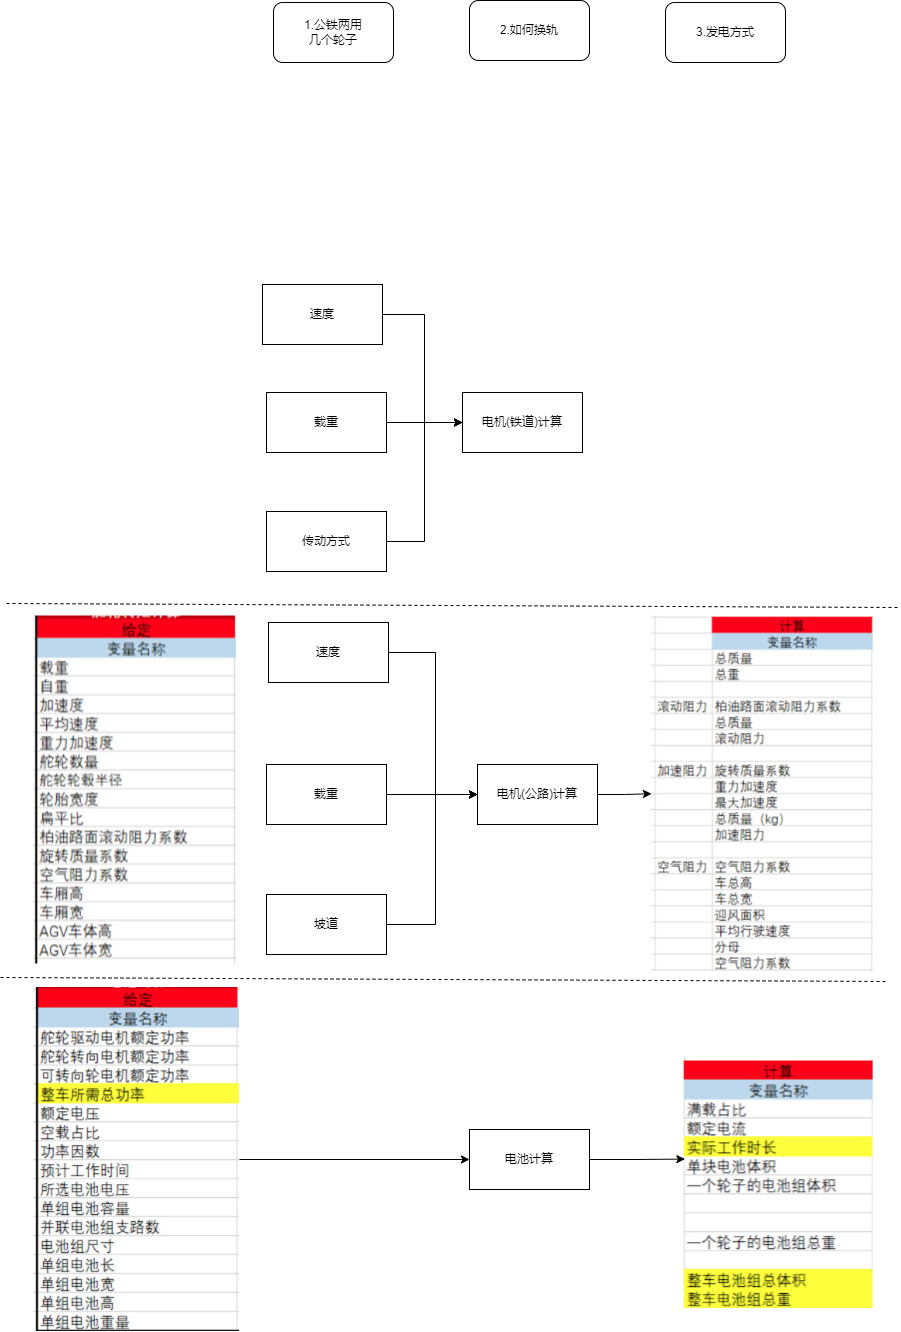 1.公铁两用
几个轮子
2.如何换轨
3.发电方式
速度
载重
电机(铁道)计算
传动方式
给定
变量名称
载重
自重
加速度
平均速度
重力加速度
舵轮数量
舵轮轮毂半径
轮胎宽度
扁平比
柏油路面滚动阻力系数
旋转质量系数
空气阻力系数
车厢高
车厢宽
AGV车体高
AGV车体宽
速度
载重
坡道
电机(公路)计算
计算
变量名称
总质量
总重
滚动阻力 柏油路面滚动阻力系数
总质量
滚动阻力
加速阻力 旋转质量系数
重力加速度
最大加速度
总质量（kg）
加速阻力
空气阻力 空气阻力系数
车总高
车总宽
迎风面积
平均行驶速度
分母
空气阻力系数
给定
变量名称
舵轮驱动电机额定功率
舵轮转向电机额定功率
可转向轮电机额定功率
整车所需总功率
额定电压
空载占比
功率因数
预计工作时间
所选电池电压
单组电池容量
并联电池组支路数
电池组尺寸
单组电池长
单组电池宽
单组电池高
单组电池重量
电池计算
计算
变量名称
满载占比
额定电流
实际工作时长
单块电池体积
一个轮子的电池组体积
一个轮子的电池组总重
整车电池组总体积
整车电池组总重